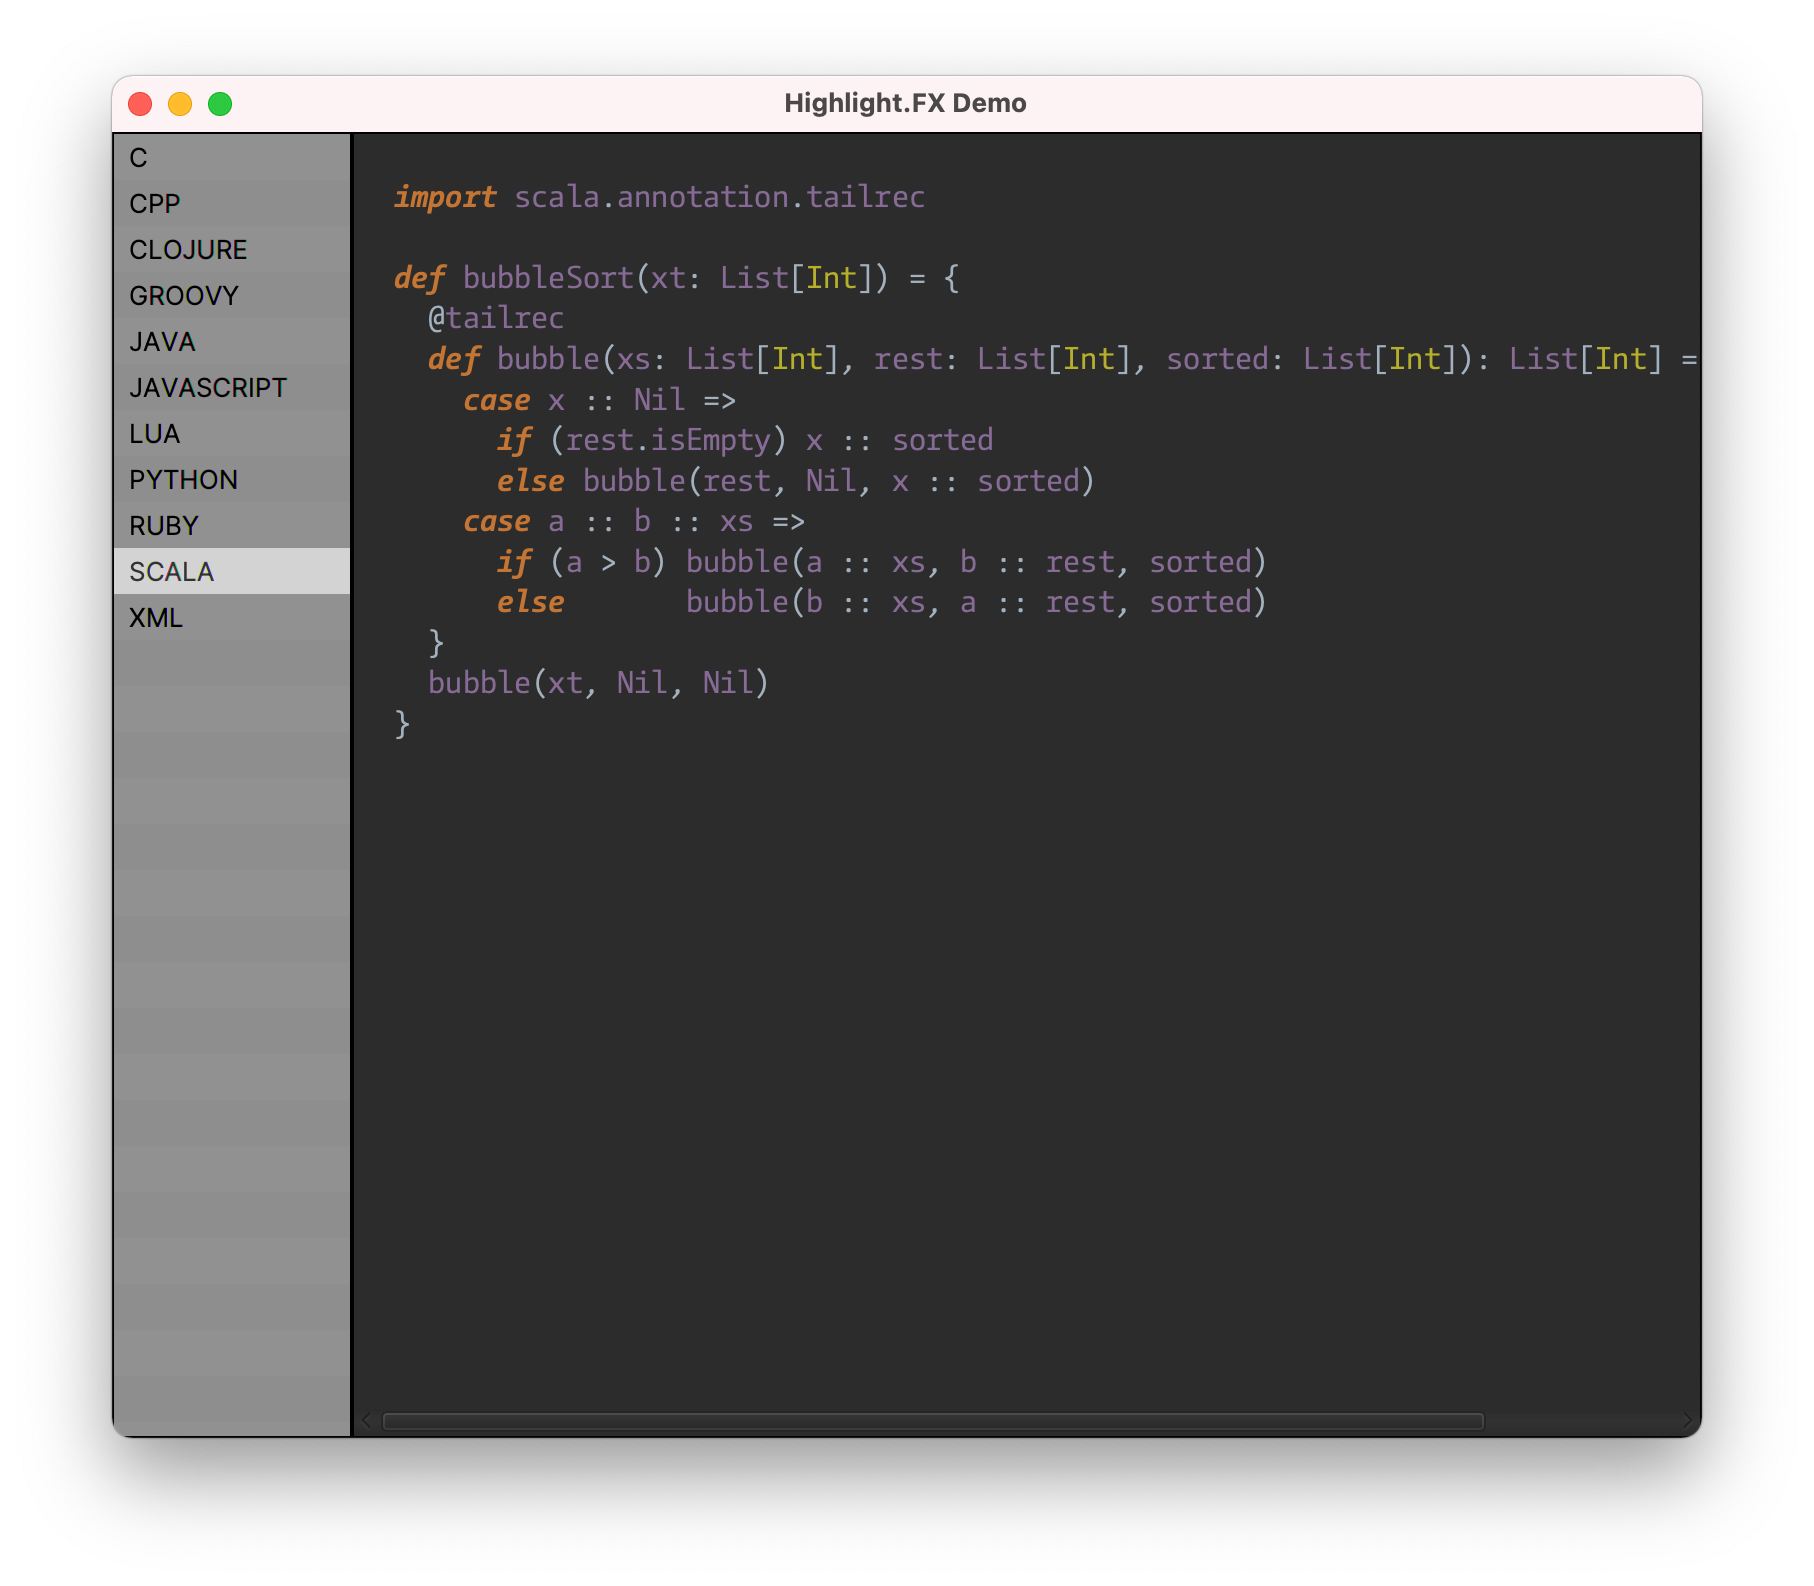 Highlight.FX Demo
C
CPP
CLOJURE
GROOVY
JAVA
JAVASCRIPT
LUA
PYTHON
RUBY
SCALA
XML
import scala.annotation.tailrec
def bubbleSort(xt: List[Int]) = {
  @tailrec
  def bubble(xs: List[Int], rest: List[Int], sorted: List[Int]): List[Int] =
    case x :: Nil =>
      if (rest.isEmpty) x :: sorted
      else bubble(rest, Nil, x :: sorted)
    case a :: b :: xs =>
      if (a > b) bubble(a :: xs, b :: rest, sorted)
      else       bubble(b :: xs, a :: rest, sorted)
  }
  bubble(xt, Nil, Nil)
}